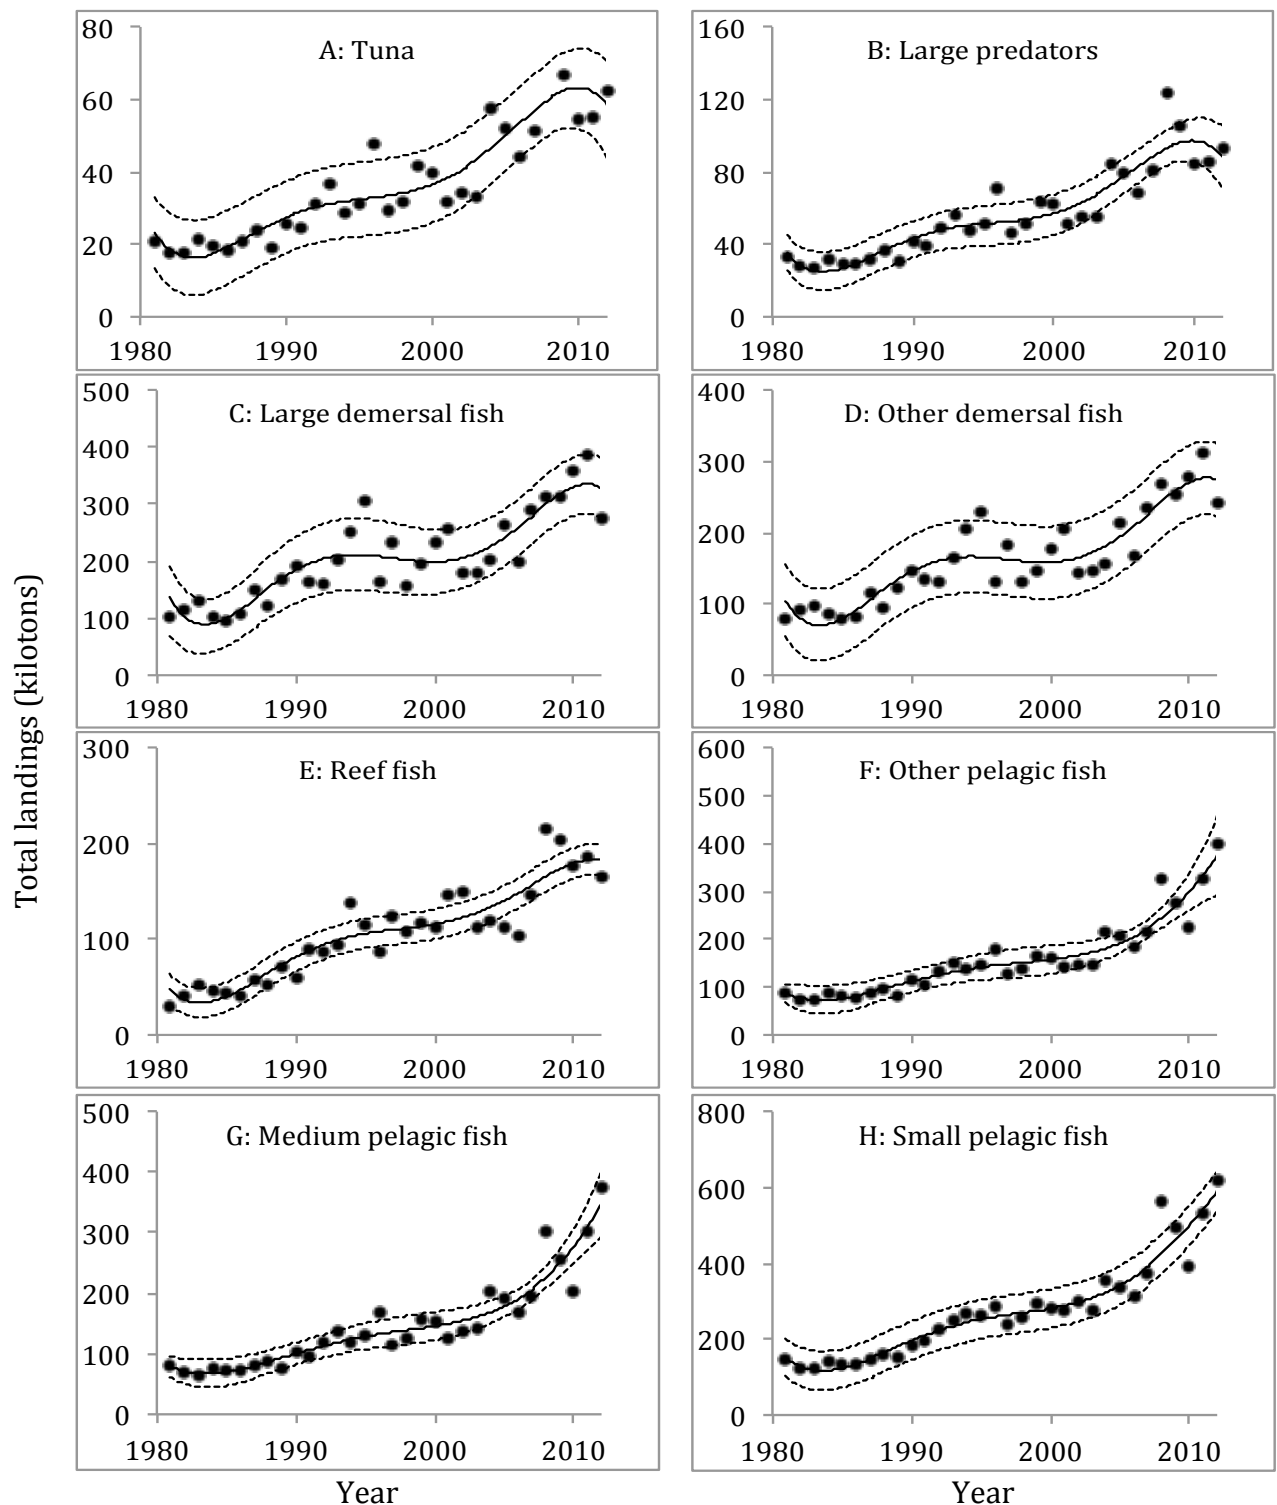 Total landings (kilotons)
A: Tuna
80
60
40
20
0
1980 1990 2000 2010
B: Large predators
160
120
80
40
0
1980 1990 2000 2010
C: Large demersal fish
500
400
300
200
100
0
1980 1990 2000 2010
D: Other demersal fish
400
300
200
100
0
1980 1990 2000 2010
E: Reef fish
300
200
100
0
1980 1990 2000 2010
F: Other pelagic fish
600
500
400
300
200
100
0
1980 1990 2000 2010
G: Medium pelagic fish
500
400
300
200
100
0
1980 1990 2000 2010
H: Small pelagic fish
800
600
400
200
0
1980 1990 2000 2010
Year
Year